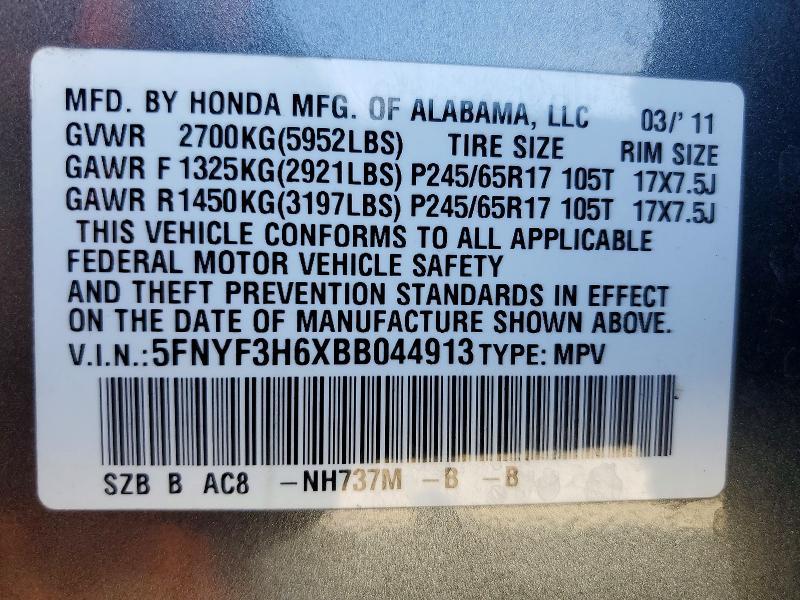 MFD. BY HONDA MFG. OF ALABAMA, LLC 03/'11
GVWR 2700KG(5952LBS) TIRE SIZE RIM SIZE
GAWR F 1325KG(2921LBS) P245/65R17 105T 17X7.5J
GAWR R1450KG(3197LBS) P245/65R17 105T 17X7.5J
THIS VEHICLE CONFORMS TO ALL APPLICABLE
FEDERAL MOTOR VEHICLE SAFETY
AND THEFT PREVENTION STANDARDS IN EFFECT
ON THE DATE OF MANUFACTURE SHOWN ABOVE.
V.I.N.:5FNYF3H6XBB044913 TYPE: MPV
SZB B AC8 -NH737M -B -B